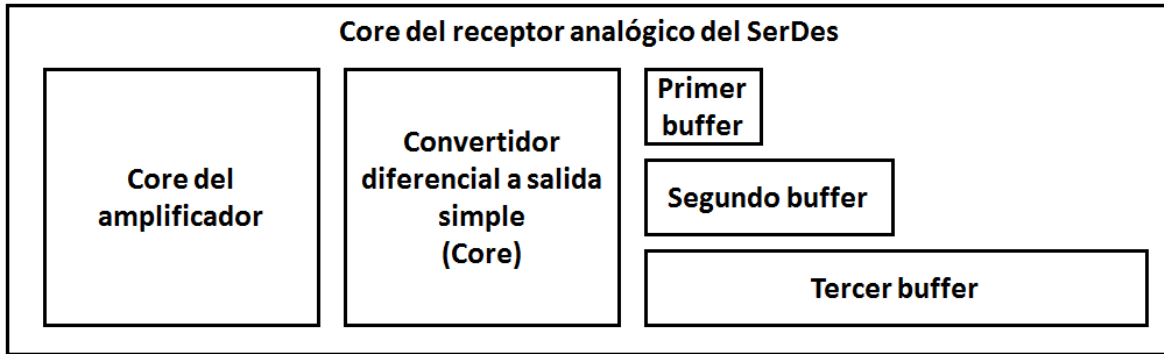 Core del receptor analógico del SerDes
Core del
amplificador
Convertidor
diferencial a salida
simple
(Core)
Primer
buffer
Segundo buffer
Tercer buffer